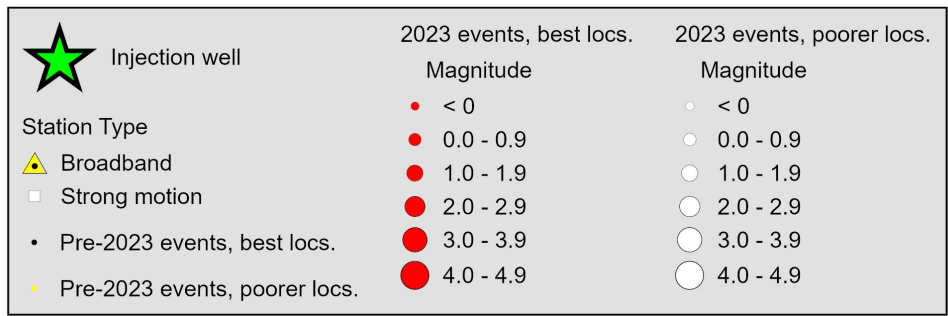 Injection well
Station Type
Broadband
Strong motion
Pre-2023 events, best locs.
Pre-2023 events, poorer locs.
2023 events, best locs.
Magnitude
< 0
0.0 - 0.9
1.0 - 1.9
2.0 - 2.9
3.0 - 3.9
4.0 - 4.9
2023 events, poorer locs.
Magnitude
< 0
0.0 - 0.9
1.0 - 1.9
2.0 - 2.9
3.0 - 3.9
4.0 - 4.9